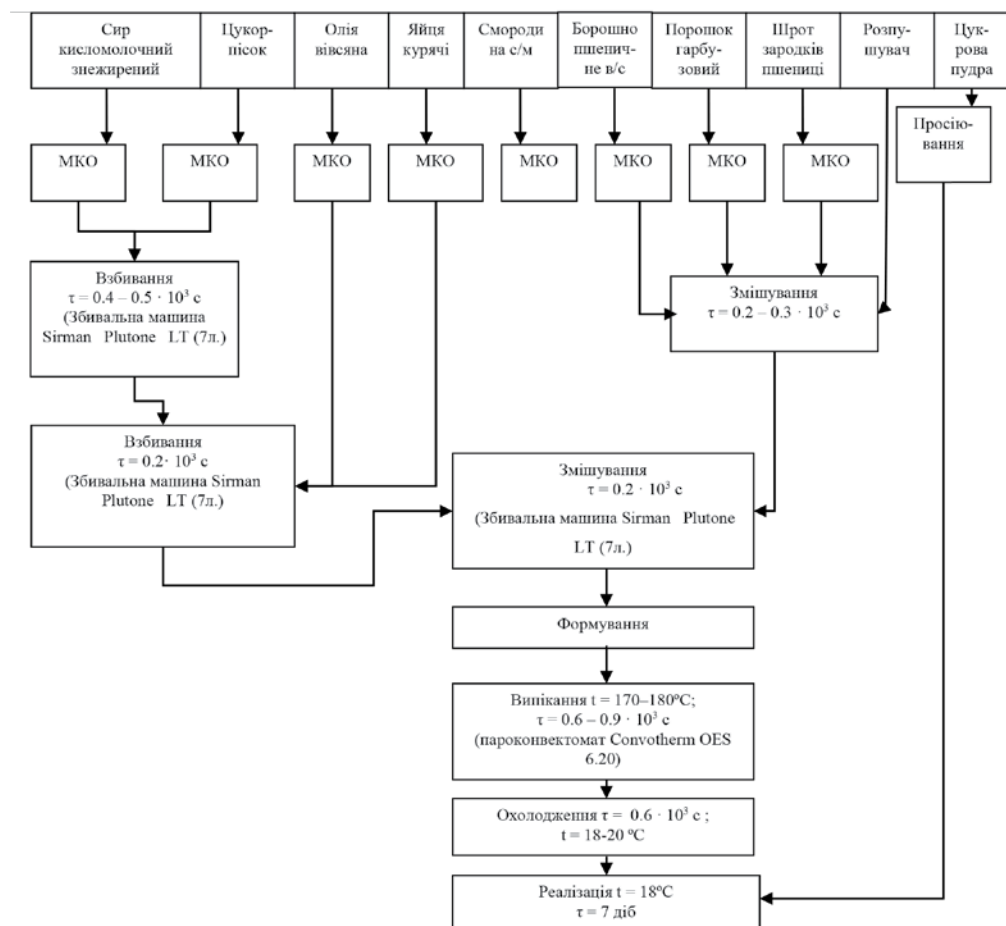 Сир
кисломолочний
знежирений
Цукор-
пісок
Олія
вівсяна
Яйця
курячі
Смороди
на с/м
Борошно
пшенич-
не в/с
Порошок
гарбу-
зовий
Шрот
зародків
пшениці
Розпу-
шувач
Цук-
рова
пудра
МКО
МКО
МКО
МКО
МКО
МКО
МКО
МКО
Просію-
вання
Взбивання
τ = 0.4 – 0.5 · 10³ с
(Збивальна машина
Sirman Plutone LT (7л.)
Змішування
τ = 0.2 – 0.3 · 10³ с
Взбивання
τ = 0.2· 10³ с
(Збивальна машина Sirman
Plutone LT (7л.)
Змішування
τ = 0.2 · 10³ с
(Збивальна машина Sirman Plutone
LT (7л.)
Формування
Випікання t = 170–180ºС;
τ = 0.6 – 0.9 · 10³ с
(пароконвектомат Convotherm OES
6.20)
Охолодження τ = 0.6 · 10³ с ;
t = 18-20 ºС
Реалізація t = 18ºС
τ = 7 діб